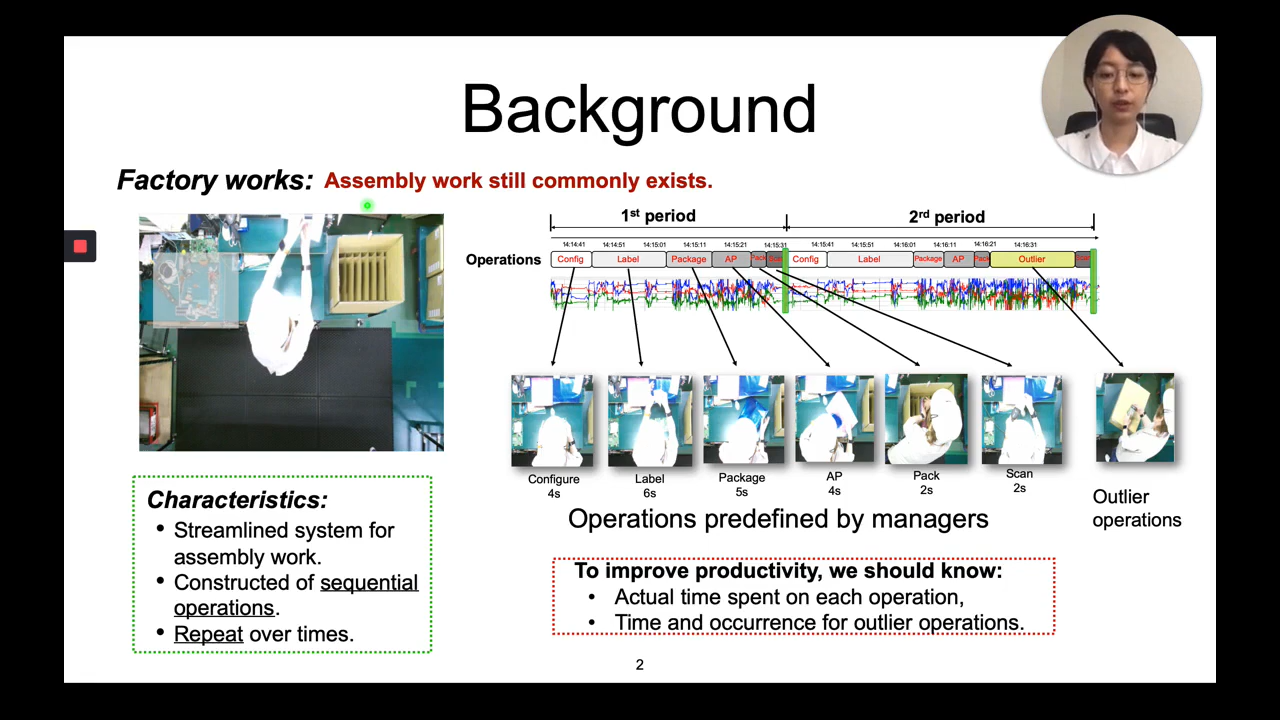 Background
Factory works: Assembly work still commonly exists.
1st period
2rd period
14:14:41 14:14:51 14:15:01 14:15:11 14:15:21 14:15:31 14:15:41 14:15:51 14:16:01 14:16:11 14:16:21 14:16:31
Operations
Config Label Package AP Pack Scan Config Label Package AP Pack Outlier Scan
Configure
4s
Label
6s
Package
5s
AP
4s
Pack
2s
Scan
2s
Outlier
operations
Operations predefined by managers
Characteristics:
• Streamlined system for
assembly work.
• Constructed of sequential
operations.
• Repeat over times.
To improve productivity, we should know:
• Actual time spent on each operation,
• Time and occurrence for outlier operations.
2